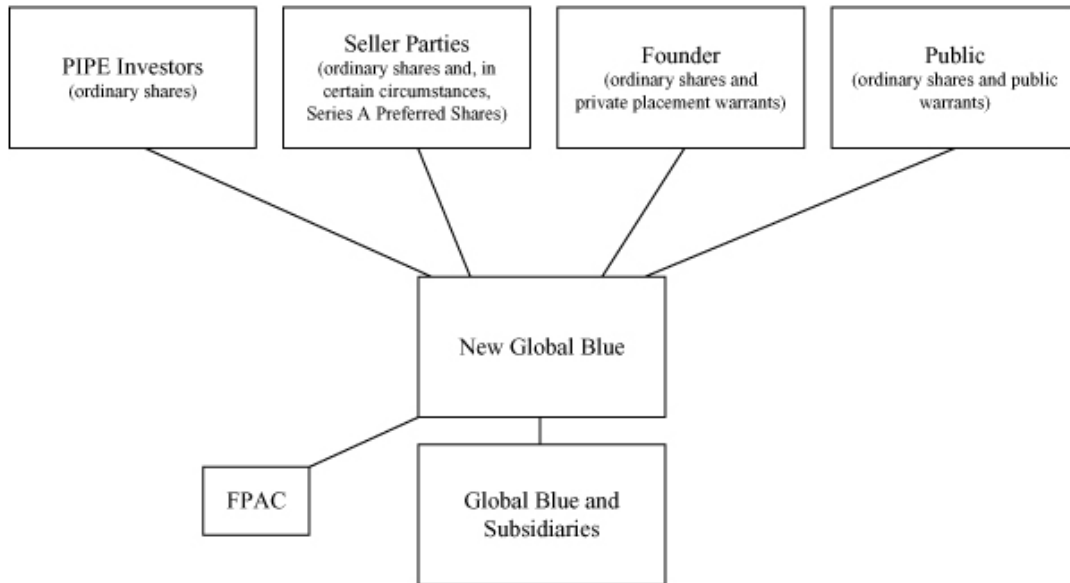 PIPE Investors
(ordinary shares)
Seller Parties
(ordinary shares and, in
certain circumstances,
Series A Preferred Shares)
Founder
(ordinary shares and
private placement warrants)
Public
(ordinary shares and public
warrants)
New Global Blue
FPAC
Global Blue and
Subsidiaries